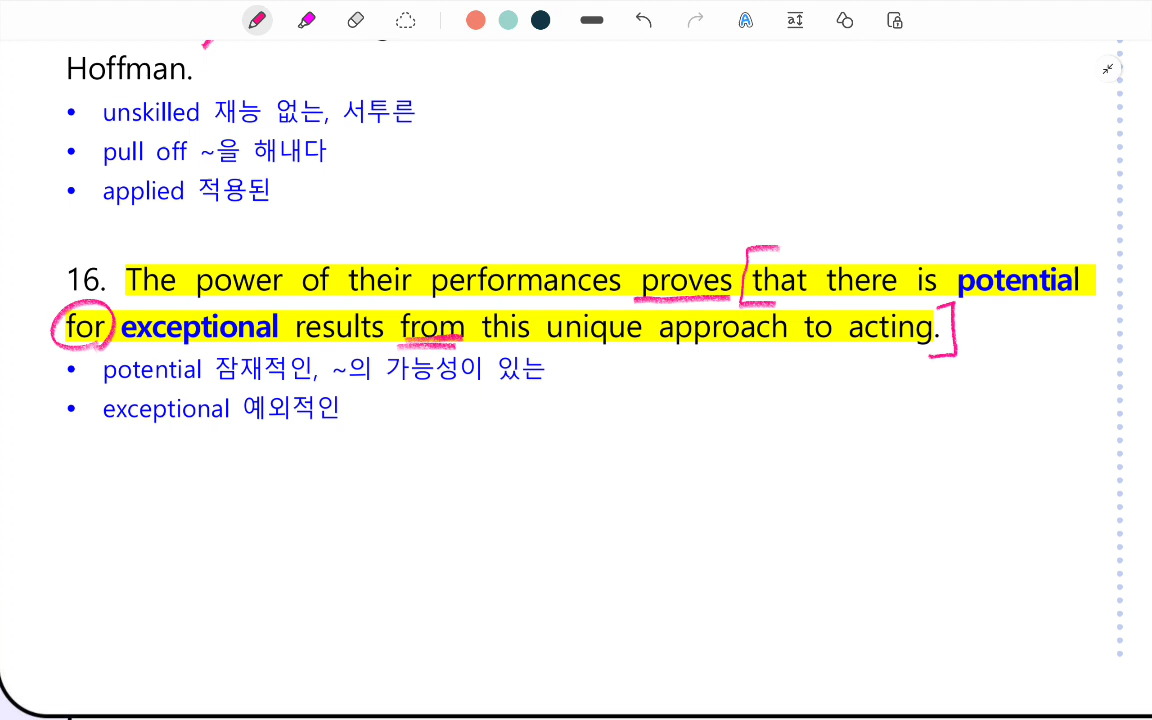 Hoffman.
• unskilled 재능 없는, 서투른
• pull off ~을 해내다
• applied 적용된
16. The power of their performances proves that there is potential
for exceptional results from this unique approach to acting.
• potential 잠재적인, ~의 가능성이 있는
• exceptional 예외적인